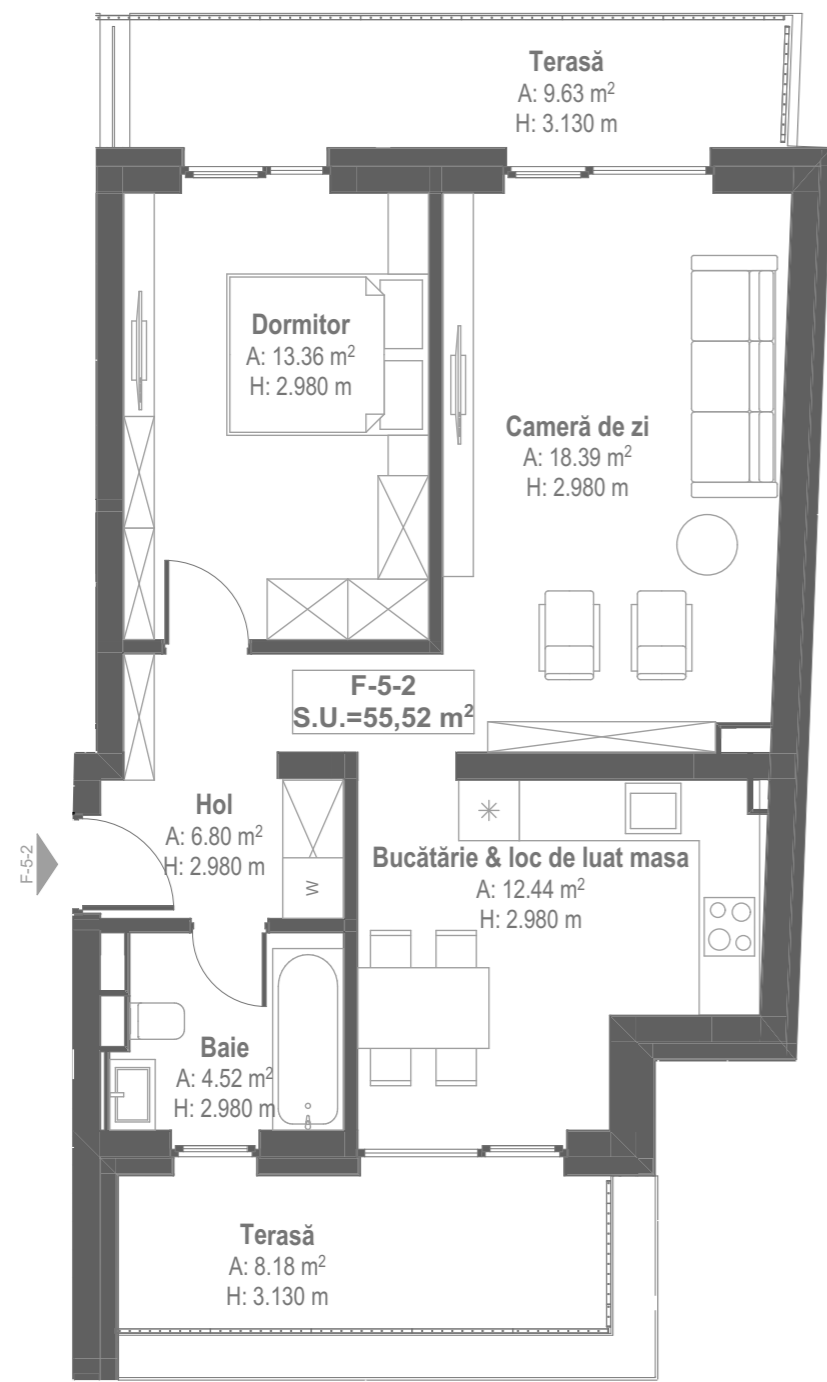 Terasă
A: 9.63 m²
H: 3.130 m
Dormitor
A: 13.36 m²
H: 2.980 m
Cameră de zi
A: 18.39 m²
H: 2.980 m
F-5-2
S.U.=55,52 m²
Hol
A: 6.80 m²
H: 2.980 m
F-5-2
W
Bucătărie & loc de luat masa
A: 12.44 m²
H: 2.980 m
Baie
A: 4.52 m²
H: 2.980 m
Terasă
A: 8.18 m²
H: 3.130 m